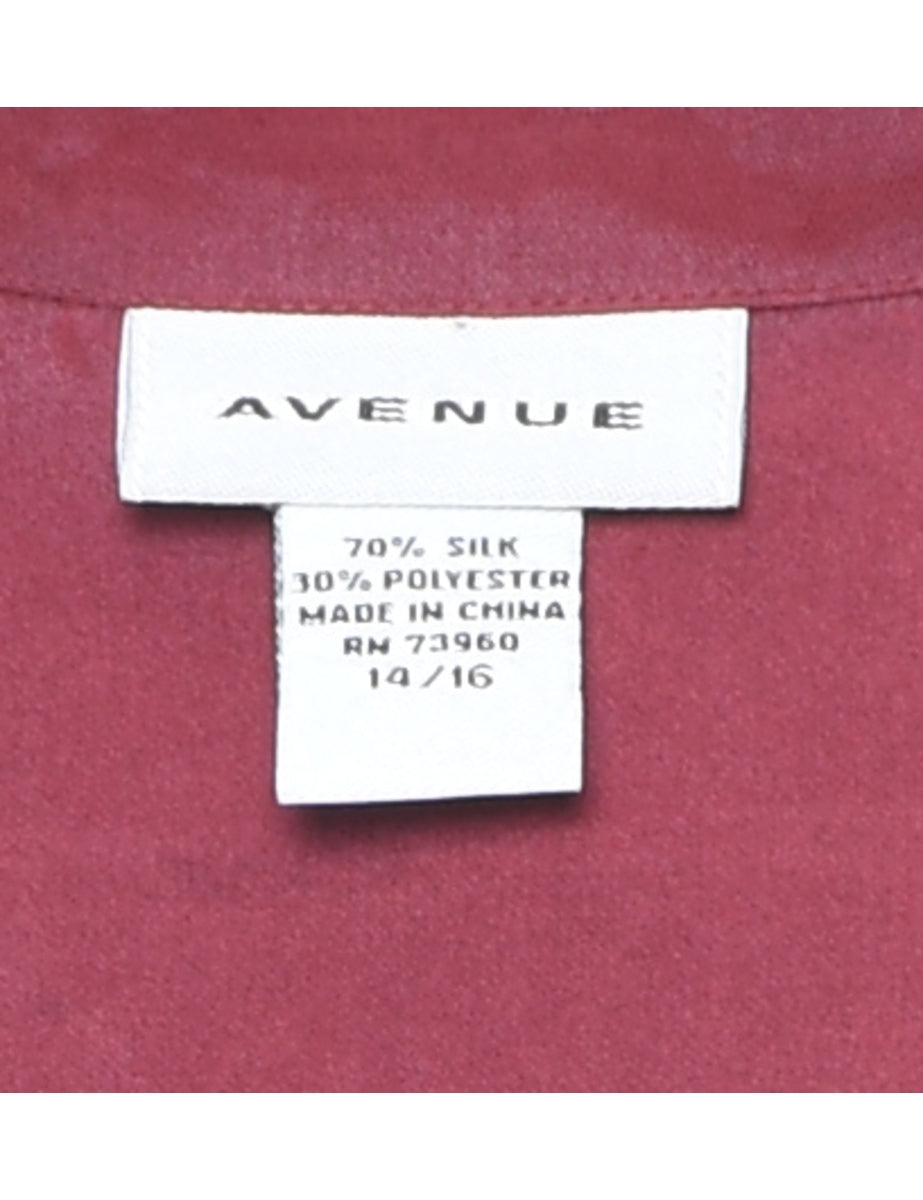 AVENUE
70% SILK
30% POLYESTER
MADE IN CHINA
RN 73960
14/16